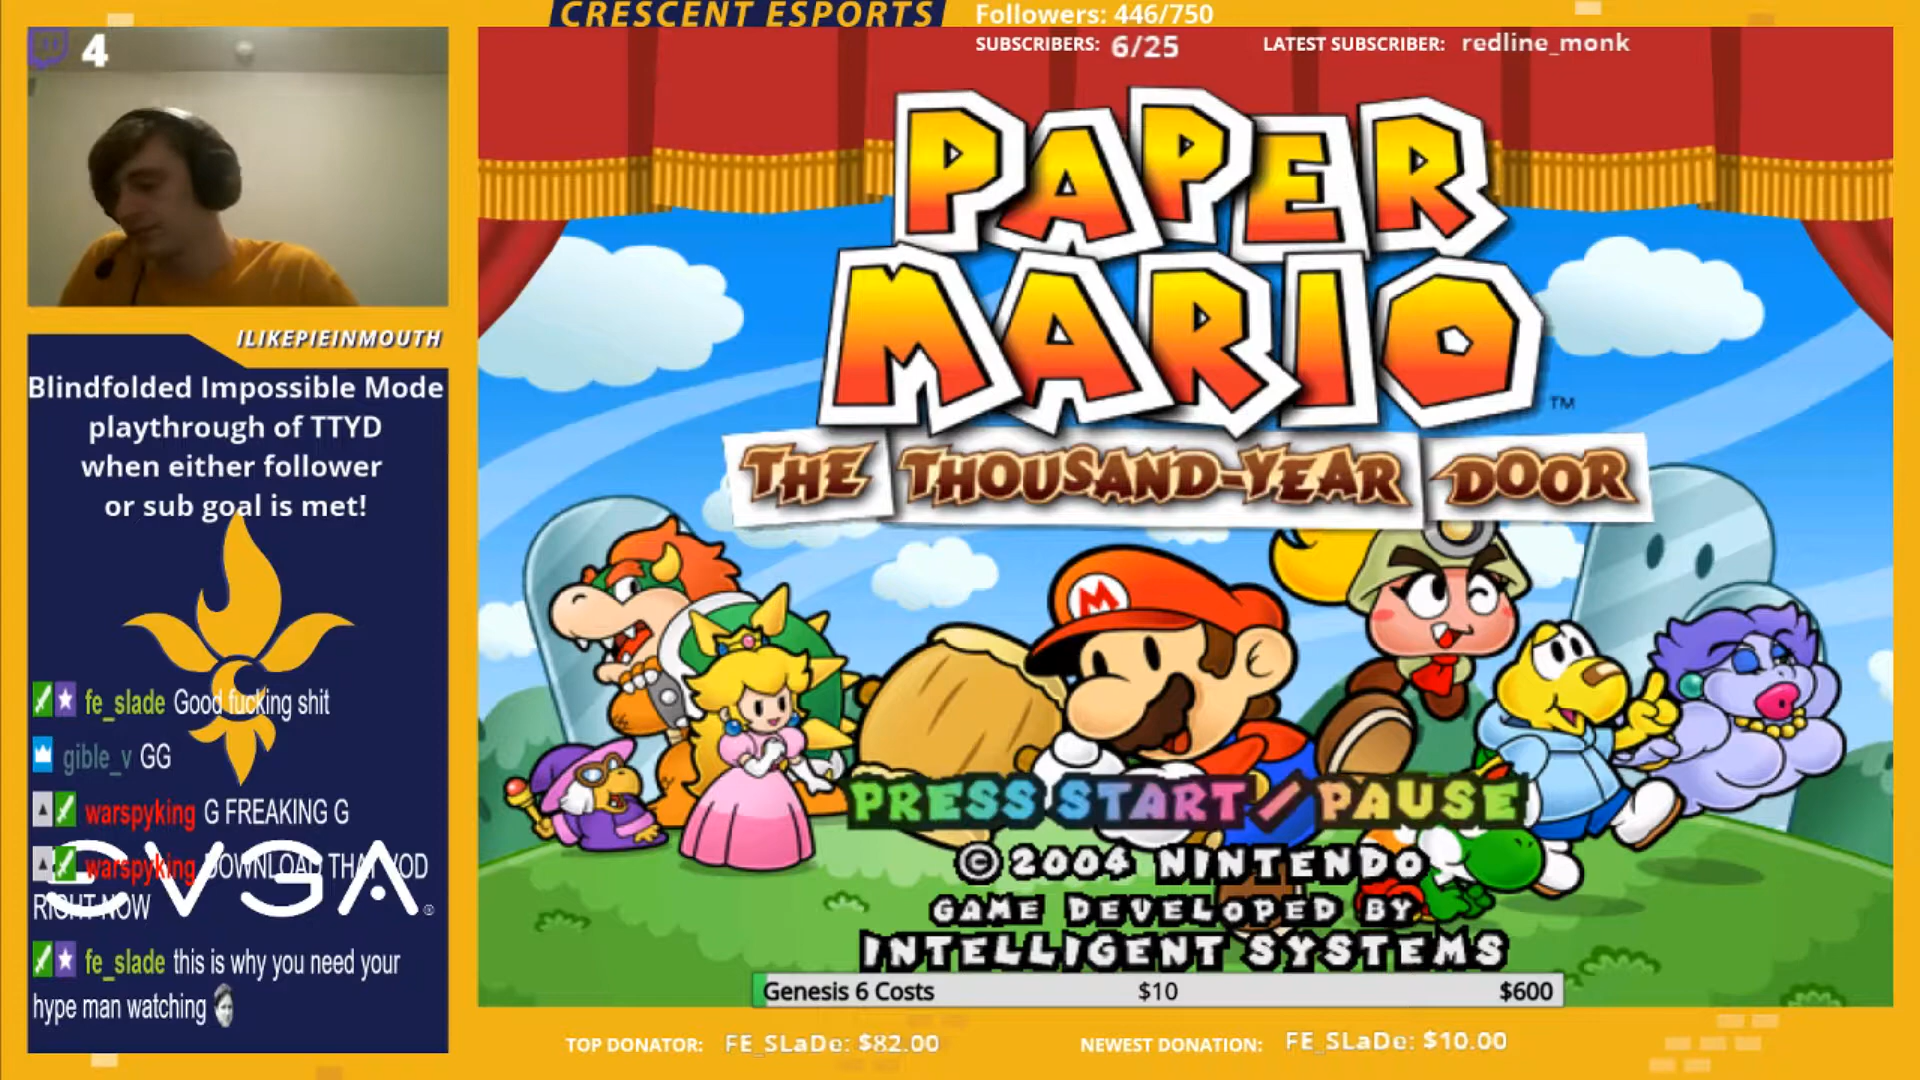 CRESCENT ESPORTS
Followers: 446/750
SUBSCRIBERS: 6/25
LATEST SUBSCRIBER: redline_monk
4
ILIKEPIEINMOUTH
Blindfolded Impossible Mode
playthrough of TTYD
when either follower
or sub goal is met!
fe_slade Good fucking shit
gible_v GG
warspyking G FREAKING G
warspyking DOWNLOAD THAT VOD
RIGHT NOW
EVGA
fe_slade this is why you need your
hype man watching
PAPER
MARIO
TM
THE THOUSAND-YEAR DOOR
M
PRESS START/PAUSE
© 2004 NINTENDO
GAME DEVELOPED BY
INTELLIGENT SYSTEMS
Genesis 6 Costs $10 $600
TOP DONATOR: FE_SLaDe: $82.00
NEWEST DONATION: FE_SLaDe: $10.00